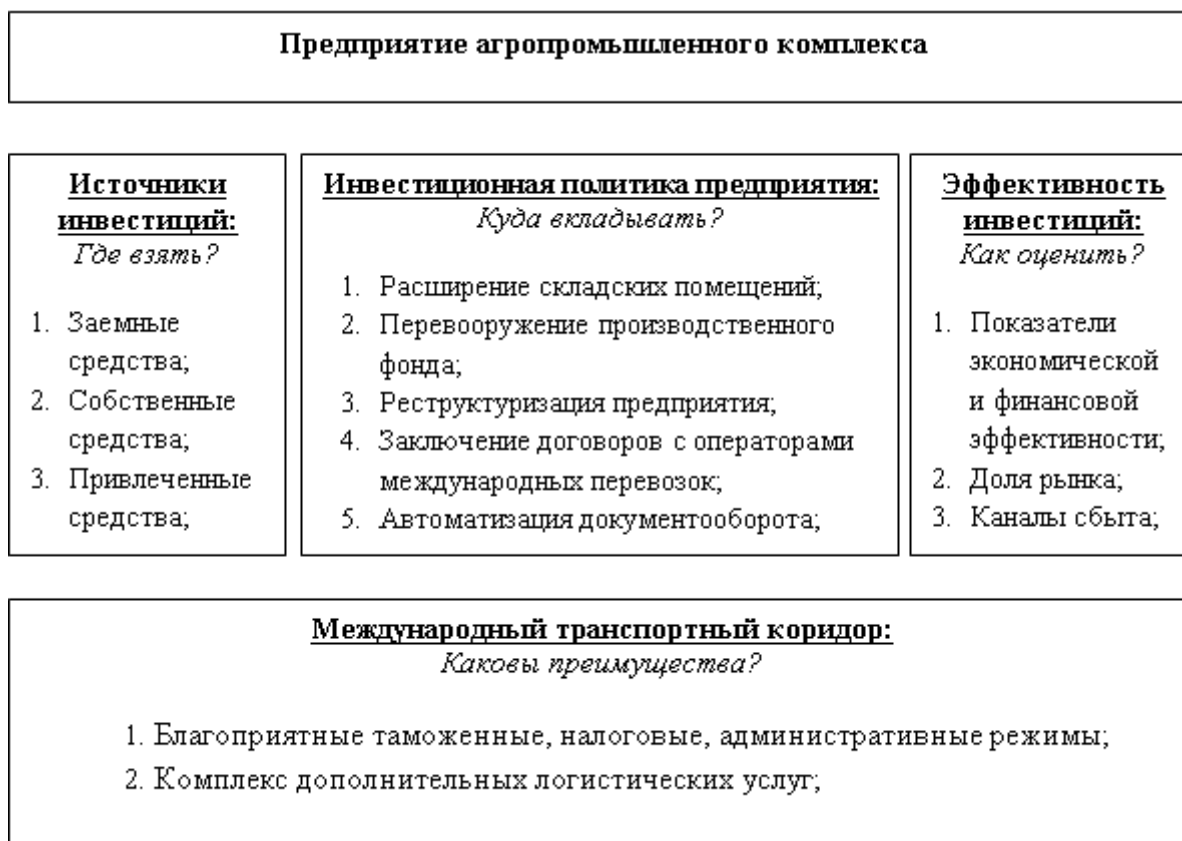 Предприятие агропромышленного комплекса
Источники
инвестиций:
Где взять?
1. Заемные
средства;
2. Собственные
средства;
3. Привлеченные
средства;
Инвестиционная политика предприятия:
Куда вкладывать?
1. Расширение складских помещений;
2. Перевооружение производственного
фонда;
3. Реструктуризация предприятия;
4. Заключение договоров с операторами
международных перевозок;
5. Автоматизация документооборота;
Эффективность
инвестиций:
Как оценить?
1. Показатели
экономической
и финансовой
эффективности;
2. Доля рынка;
3. Каналы сбыта;
Международный транспортный коридор:
Каковы преимущества?
1. Благоприятные таможенные, налоговые, административные режимы;
2. Комплекс дополнительных логистических услуг;